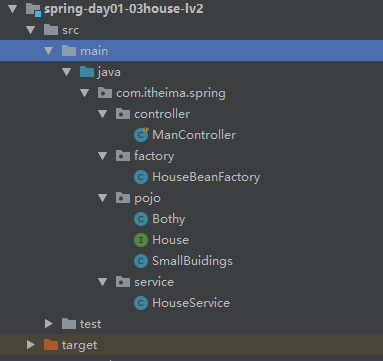 spring-day01-03house-lv2
src
main
java
com.itheima.spring
controller
ManController
factory
HouseBeanFactory
pojo
Bothy
House
SmallBuidings
service
HouseService
test
target